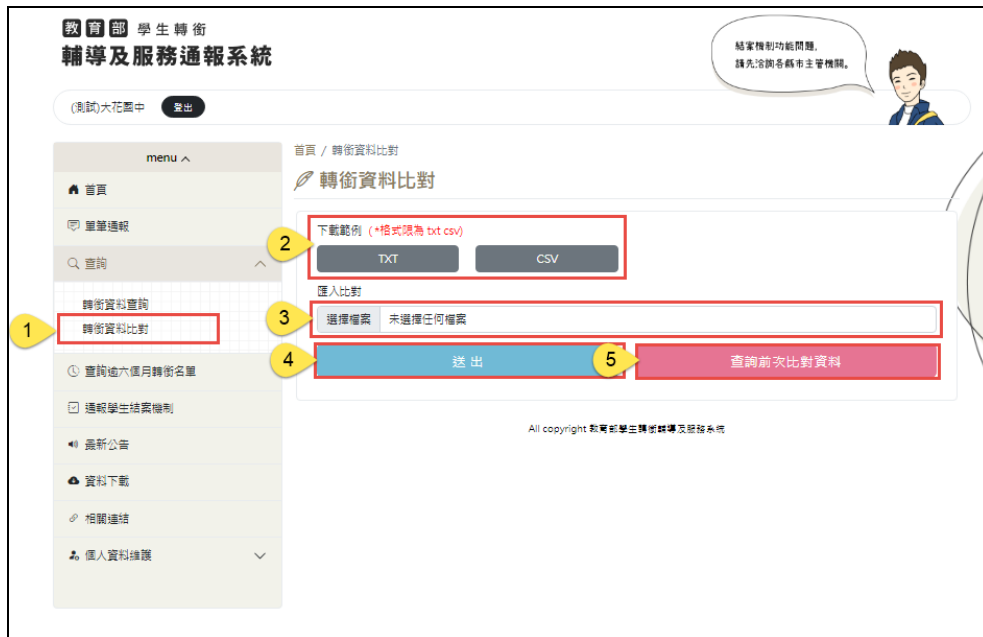 教育部 學生轉銜
輔導及服務通報系統
結案機制功能問題,
請先洽詢各縣市主管機關。
(測試)大花國中 登出
menu
首頁
單筆通報
查詢
轉銜資料查詢
1 轉銜資料比對
查詢逾六個月轉銜名單
通報學生結案機制
最新公告
資料下載
相關連結
個人資料維護
首頁 / 轉銜資料比對
轉銜資料比對
下載範例 (*格式限為 txt csv)
2 TXT CSV
匯入比對
3 選擇檔案 未選擇任何檔案
4 送出 5 查詢前次比對資料
All copyright 教育部學生轉銜輔導及服務系統